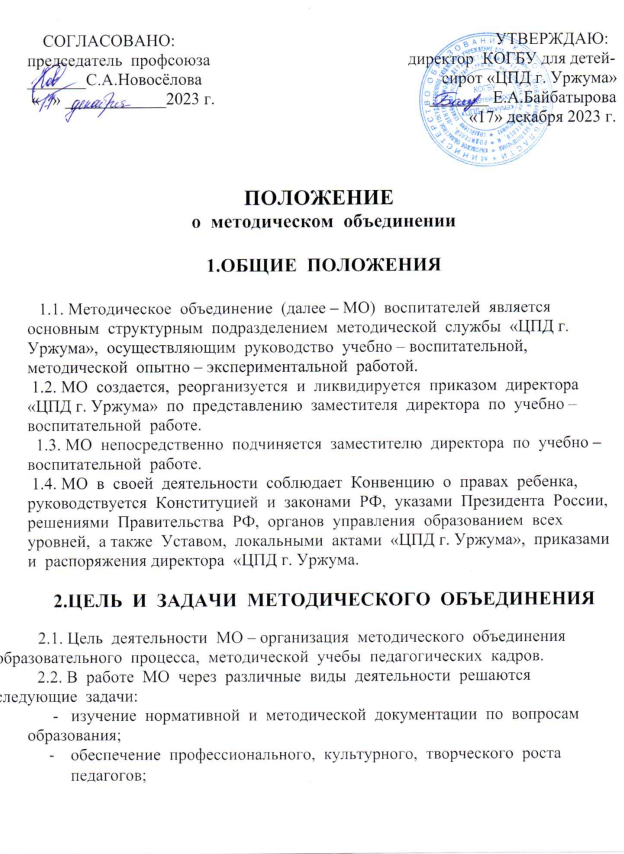 СОГЛАСОВАНО:
председатель профсоюза
С.А.Новосёлова
«17» декабря 2023 г.
УТВЕРЖДАЮ:
директор КОГБУ для детей-
сирот «ЦПД г. Уржума»
Е.А.Байбатырова
«17» декабря 2023 г.
ПОЛОЖЕНИЕ
о методическом объединении
1.ОБЩИЕ ПОЛОЖЕНИЯ
1.1. Методическое объединение (далее – МО) воспитателей является
основным структурным подразделением методической службы «ЦПД г.
Уржума», осуществляющим руководство учебно – воспитательной,
методической опытно – экспериментальной работой.
1.2. МО создается, реорганизуется и ликвидируется приказом директора
«ЦПД г. Уржума» по представлению заместителя директора по учебно –
воспитательной работе.
1.3. МО непосредственно подчиняется заместителю директора по учебно –
воспитательной работе.
1.4. МО в своей деятельности соблюдает Конвенцию о правах ребенка,
руководствуется Конституцией и законами РФ, указами Президента России,
решениями Правительства РФ, органов управления образованием всех
уровней, а также Уставом, локальными актами «ЦПД г. Уржума», приказами
и распоряжения директора «ЦПД г. Уржума.
2.ЦЕЛЬ И ЗАДАЧИ МЕТОДИЧЕСКОГО ОБЪЕДИНЕНИЯ
2.1. Цель деятельности МО – организация методического объединения
образовательного процесса, методической учебы педагогических кадров.
2.2. В работе МО через различные виды деятельности решаются
следующие задачи:
- изучение нормативной и методической документации по вопросам
образования;
- обеспечение профессионального, культурного, творческого роста
педагогов;